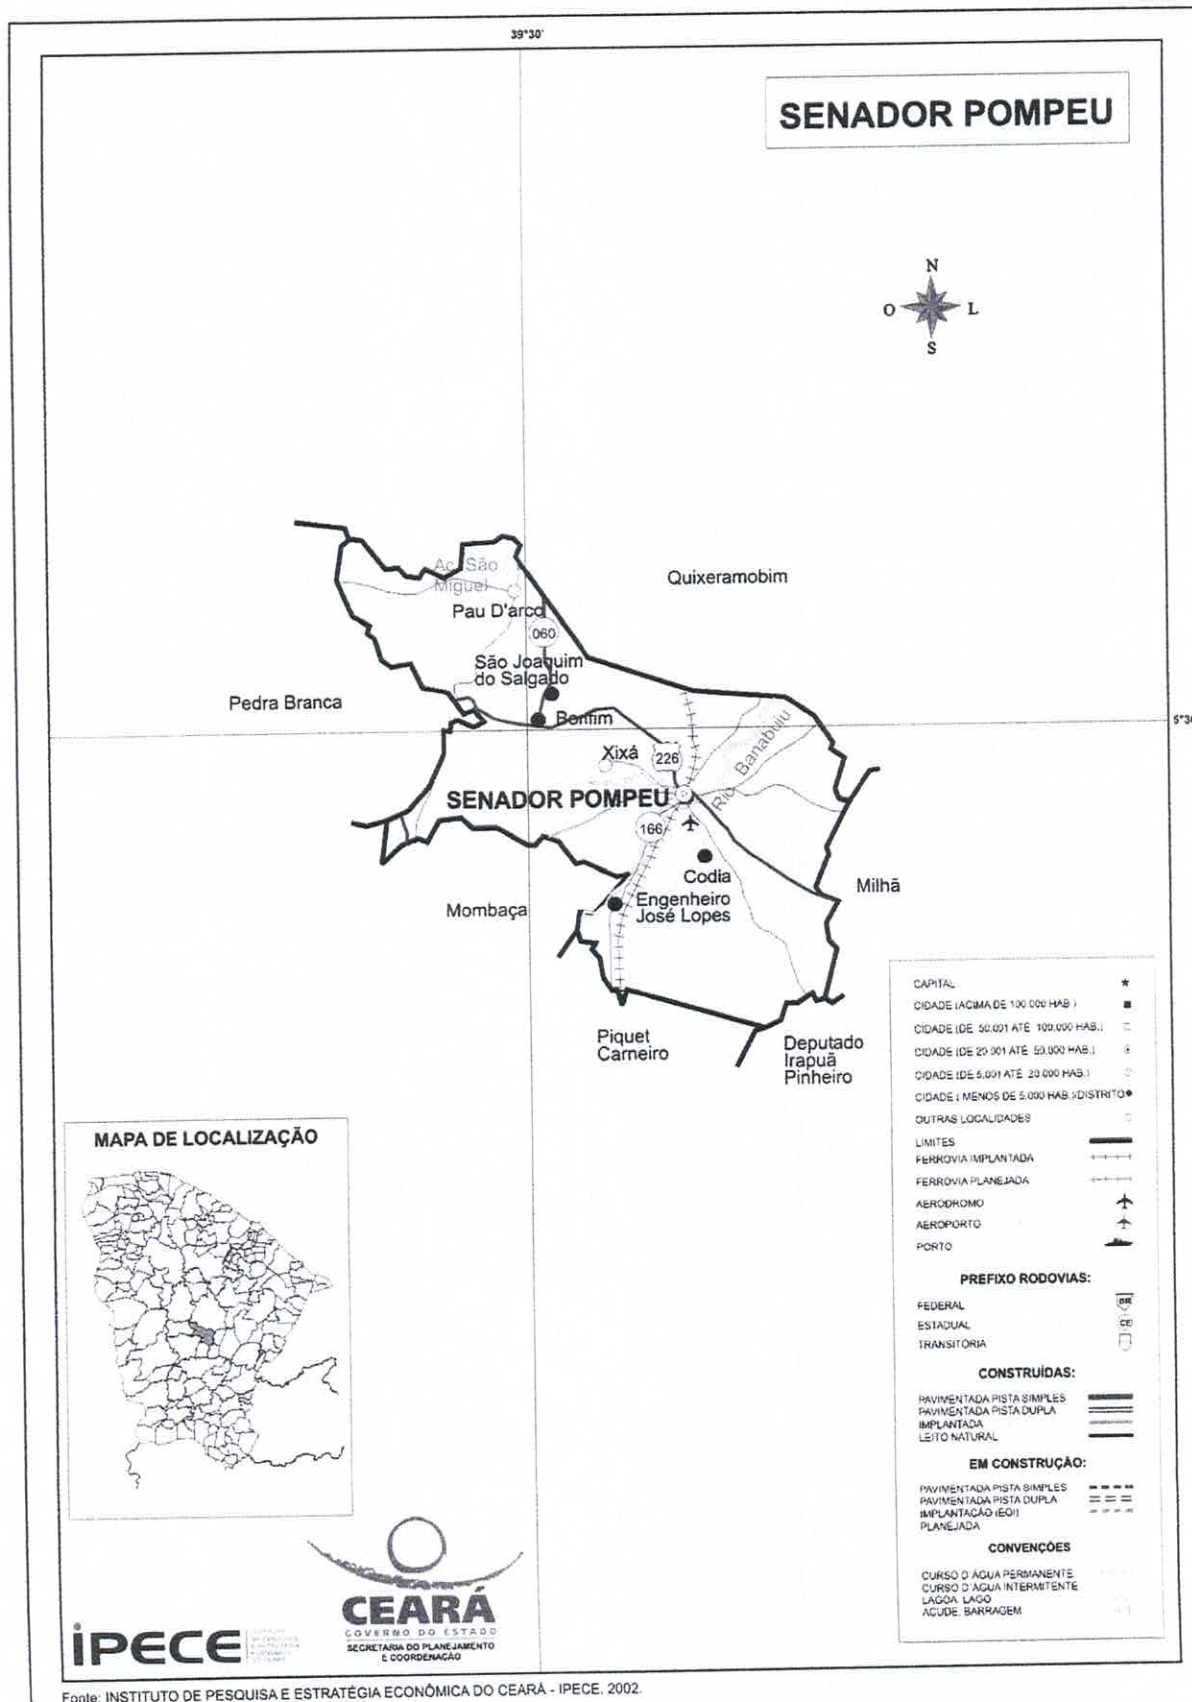 39°30'
SENADOR POMPEU
N
O L
S
Aç. São
Miguel
Quixeramobim
Pau D'arco
060
São Joaquim
do Salgado
Pedra Branca
Bonfim
5°30
Xixá
226
Rio Banabuiu
SENADOR POMPEU
166
Codia
Milhã
Engenheiro
José Lopes
Mombaça
Piquet
Carneiro
Deputado
Irapuã
Pinheiro
CAPITAL
CIDADE (ACIMA DE 100.000 HAB.)
CIDADE (DE 50.001 ATÉ 100.000 HAB.)
CIDADE (DE 20.001 ATÉ 50.000 HAB.)
CIDADE (DE 5.001 ATÉ 20.000 HAB.)
CIDADE ( MENOS DE 5.000 HAB.)/DISTRITO
OUTRAS LOCALIDADES
LIMITES
FERROVIA IMPLANTADA
FERROVIA PLANEJADA
AERÓDROMO
AEROPORTO
PORTO
PREFIXO RODOVIAS:
FEDERAL BR
ESTADUAL CE
TRANSITÓRIA
CONSTRUÍDAS:
PAVIMENTADA PISTA SIMPLES
PAVIMENTADA PISTA DUPLA
IMPLANTADA
LEITO NATURAL
EM CONSTRUÇÃO:
PAVIMENTADA PISTA SIMPLES
PAVIMENTADA PISTA DUPLA
IMPLANTAÇÃO (EOI)
PLANEJADA
CONVENÇÕES
CURSO D ÁGUA PERMANENTE
CURSO D ÁGUA INTERMITENTE
LAGOA, LAGO
AÇUDE, BARRAGEM
MAPA DE LOCALIZAÇÃO
CEARÁ
GOVERNO DO ESTADO
SECRETARIA DO PLANEJAMENTO
E COORDENAÇÃO
iPECE
Fonte: INSTITUTO DE PESQUISA E ESTRATÉGIA ECONÔMICA DO CEARÁ - IPECE, 2002.